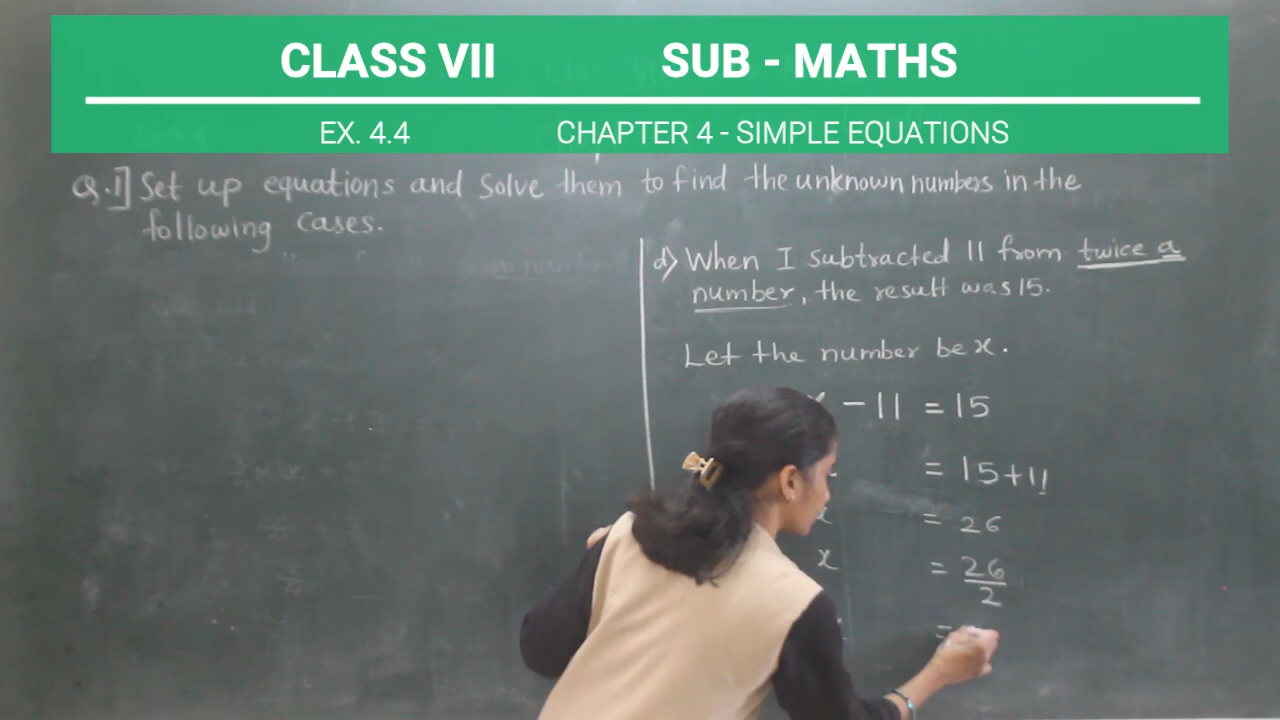 CLASS VII SUB - MATHS
EX. 4.4 CHAPTER 4 - SIMPLE EQUATIONS
Q.1] Set up equations and solve them to find the unknown numbers in the
following cases.
d) When I subtracted 11 from twice a
number, the result was 15.
Let the number be x.
x - 11 = 15
= 15+11
x = 26
x = 26/2
=